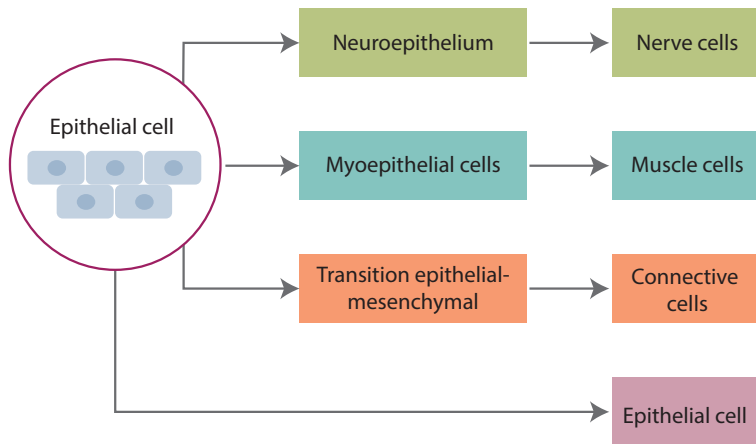 Neuroepithelium
Nerve cells
Epithelial cell
Myoepithelial cells
Muscle cells
Transition epithelial-
mesenchymal
Connective
cells
Epithelial cell